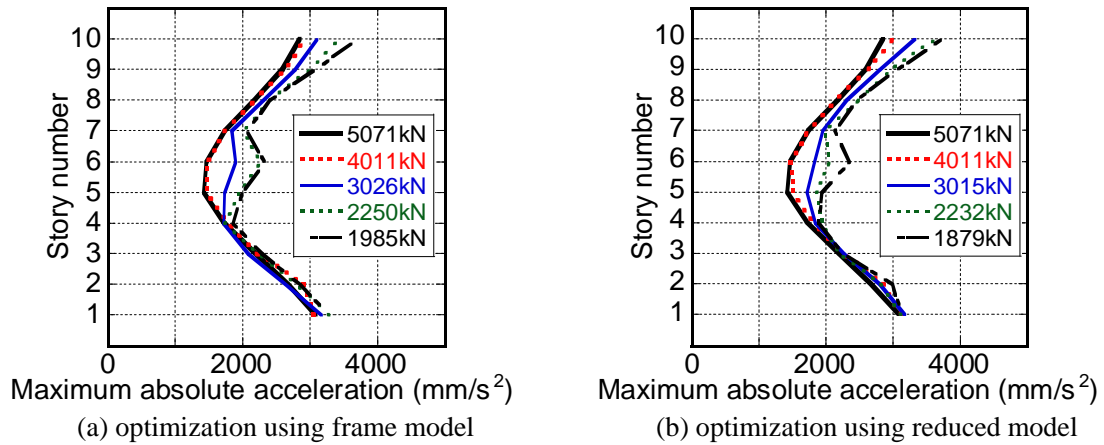 10
9
8
7
6
5
4
3
2
1
Story number
5071kN
4011kN
3026kN
2250kN
1985kN
0 2000 4000
Maximum absolute acceleration (mm/s²)
(a) optimization using frame model
10
9
8
7
6
5
4
3
2
1
Story number
5071kN
4011kN
3015kN
2232kN
1879kN
0 2000 4000
Maximum absolute acceleration (mm/s²)
(b) optimization using reduced model